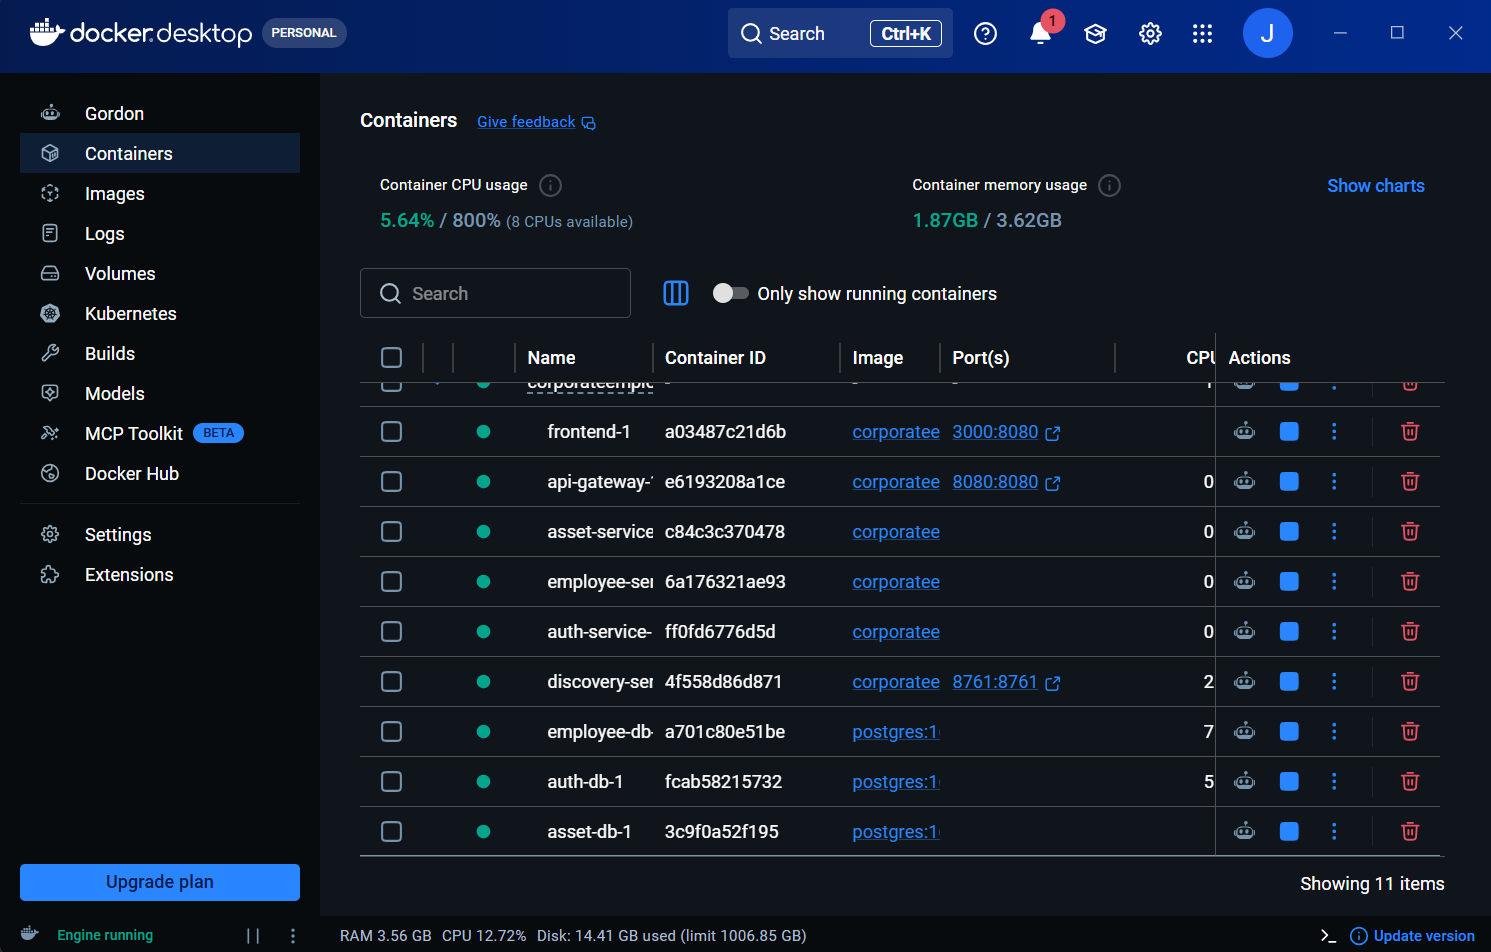 docker.desktop PERSONAL
Search Ctrl+K
1
J
Gordon
Containers
Images
Logs
Volumes
Kubernetes
Builds
Models
MCP Toolkit BETA
Docker Hub
Settings
Extensions
Upgrade plan
Containers Give feedback
Container CPU usage
5.64% / 800% (8 CPUs available)
Container memory usage
1.87GB / 3.62GB
Show charts
Search
Only show running containers
Name Container ID Image Port(s) CPU Actions
corporateemplo - - -
frontend-1 a03487c21d6b corporatee 3000:8080
api-gateway- e6193208a1ce corporatee 8080:8080 0
asset-service c84c3c370478 corporatee 0
employee-ser 6a176321ae93 corporatee 0
auth-service- ff0fd6776d5d corporatee 0
discovery-ser 4f558d86d871 corporatee 8761:8761 2
employee-db- a701c80e51be postgres:1 7
auth-db-1 fcab58215732 postgres:1 5
asset-db-1 3c9f0a52f195 postgres:1
Showing 11 items
Engine running
RAM 3.56 GB CPU 12.72% Disk: 14.41 GB used (limit 1006.85 GB)
>_ Update version